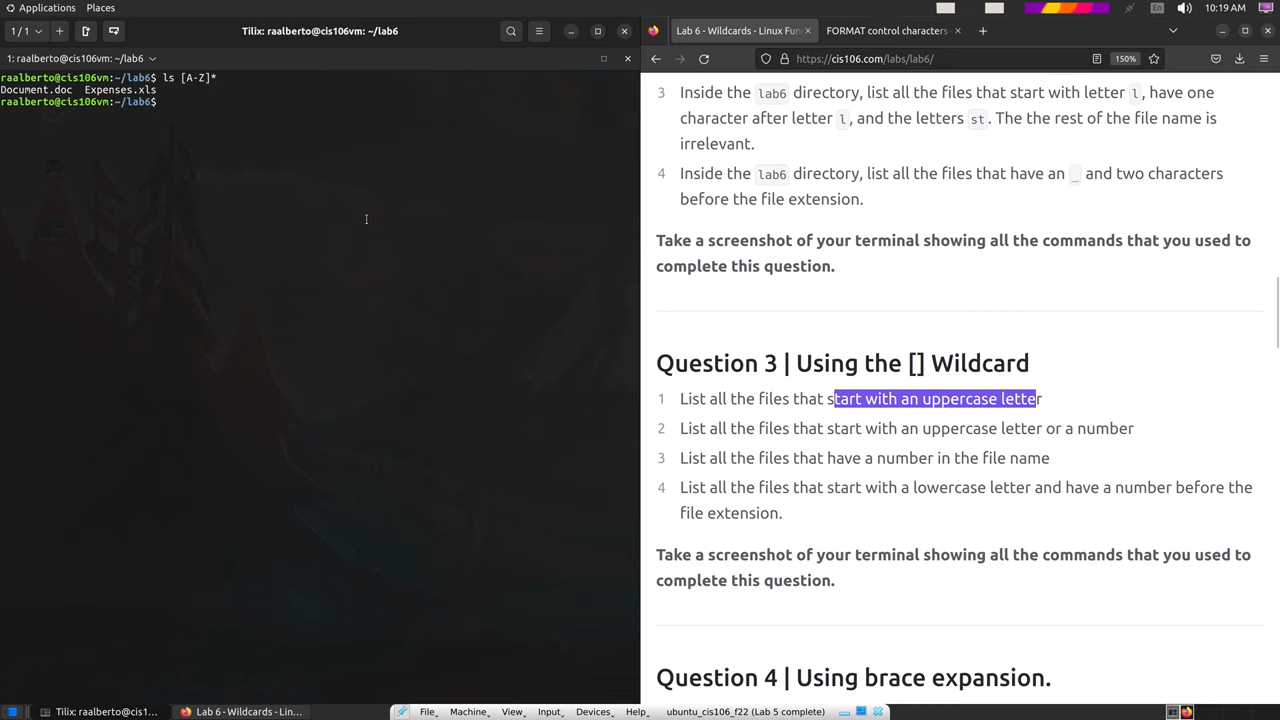 Applications Places En 10:19 AM
1 / 1 Tilix: raalberto@cis106vm: ~/lab6
1: raalberto@cis106vm: ~/lab6
raalberto@cis106vm:~/lab6$ ls [A-Z]*
Document.doc Expenses.xls
raalberto@cis106vm:~/lab6$
Lab 6 - Wildcards - Linux Fun
FORMAT control characters
https://cis106.com/labs/lab6/ 150%
3 Inside the lab6 directory, list all the files that start with letter l, have one
character after letter l, and the letters st. The the rest of the file name is
irrelevant.
4 Inside the lab6 directory, list all the files that have an _ and two characters
before the file extension.
Take a screenshot of your terminal showing all the commands that you used to
complete this question.
Question 3 | Using the [] Wildcard
1 List all the files that start with an uppercase letter
2 List all the files that start with an uppercase letter or a number
3 List all the files that have a number in the file name
4 List all the files that start with a lowercase letter and have a number before the
file extension.
Take a screenshot of your terminal showing all the commands that you used to
complete this question.
Question 4 | Using brace expansion.
Tilix: raalberto@cis1... Lab 6 - Wildcards - Lin... File Machine View Input Devices Help ubuntu_cis106_f22 (Lab 5 complete)